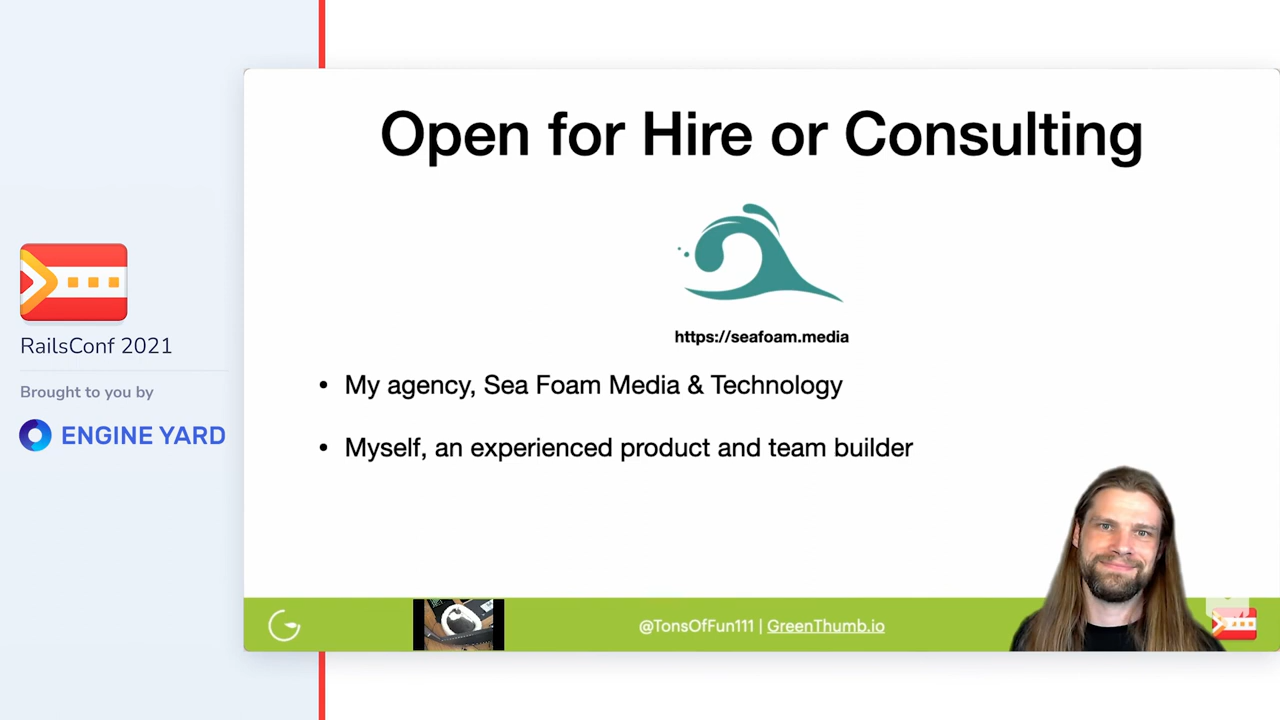 Open for Hire or Consulting
https://seafoam.media
• My agency, Sea Foam Media & Technology
• Myself, an experienced product and team builder
RailsConf 2021
Brought to you by
ENGINE YARD
@TonsOfFun111 | GreenThumb.io